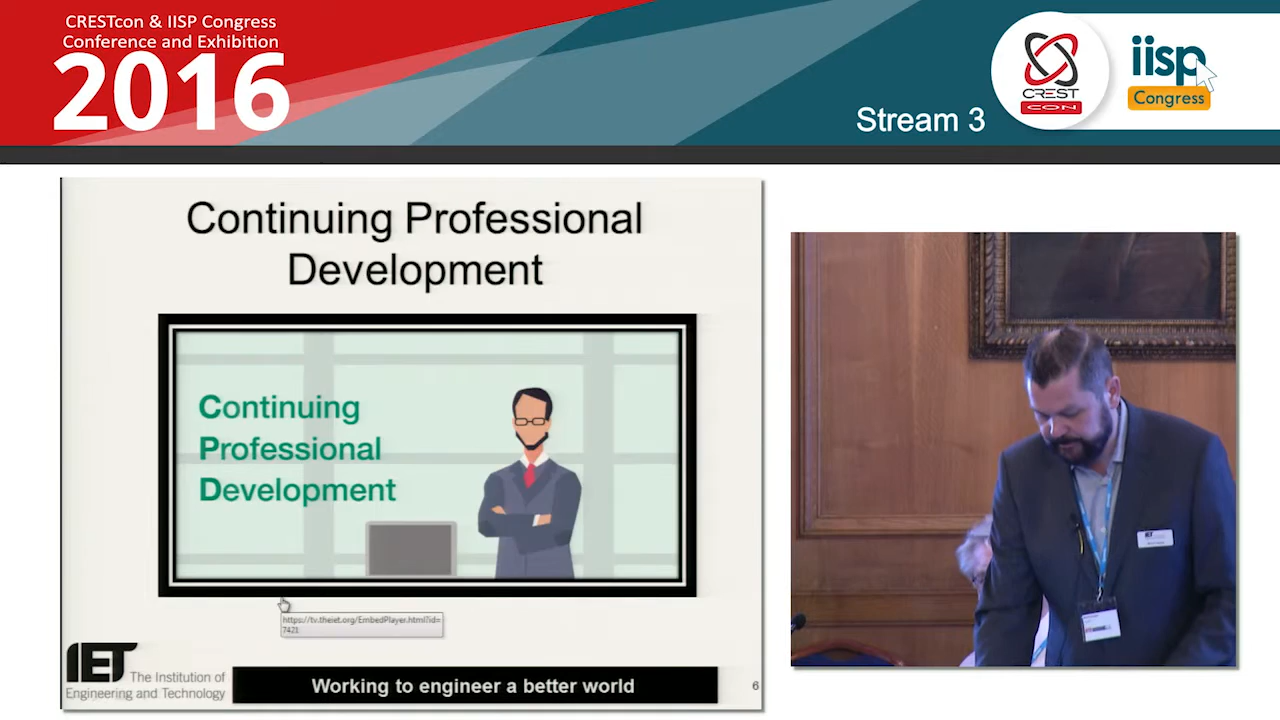 CRESTcon & IISP Congress
Conference and Exhibition
2016
Stream 3
CREST
CON
iisp
Congress
Continuing Professional
Development
Continuing
Professional
Development
https://tv.theiet.org/EmbedPlayer.html?id=
7421
IET The Institution of
Engineering and Technology
Working to engineer a better world
6
IET